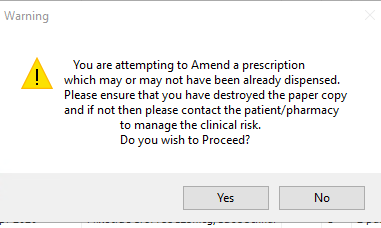 Warning
You are attempting to Amend a prescription
which may or may not have been already dispensed.
Please ensure that you have destroyed the paper copy
and if not then please contact the patient/pharmacy
to manage the clinical risk.
Do you wish to Proceed?
Yes
No